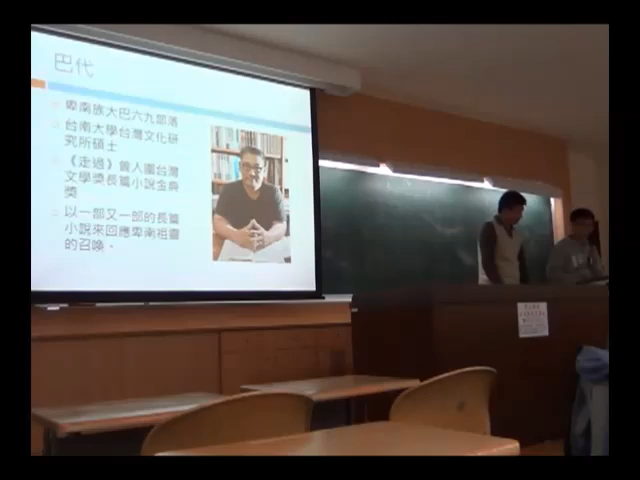 巴代
卑南族大巴六九部落
台南大學台灣文化研
究所碩士
《走過》曾入圍台灣
文學獎長篇小說金典
獎
以一部又一部的長篇
小說來回應卑南祖靈
的召喚。